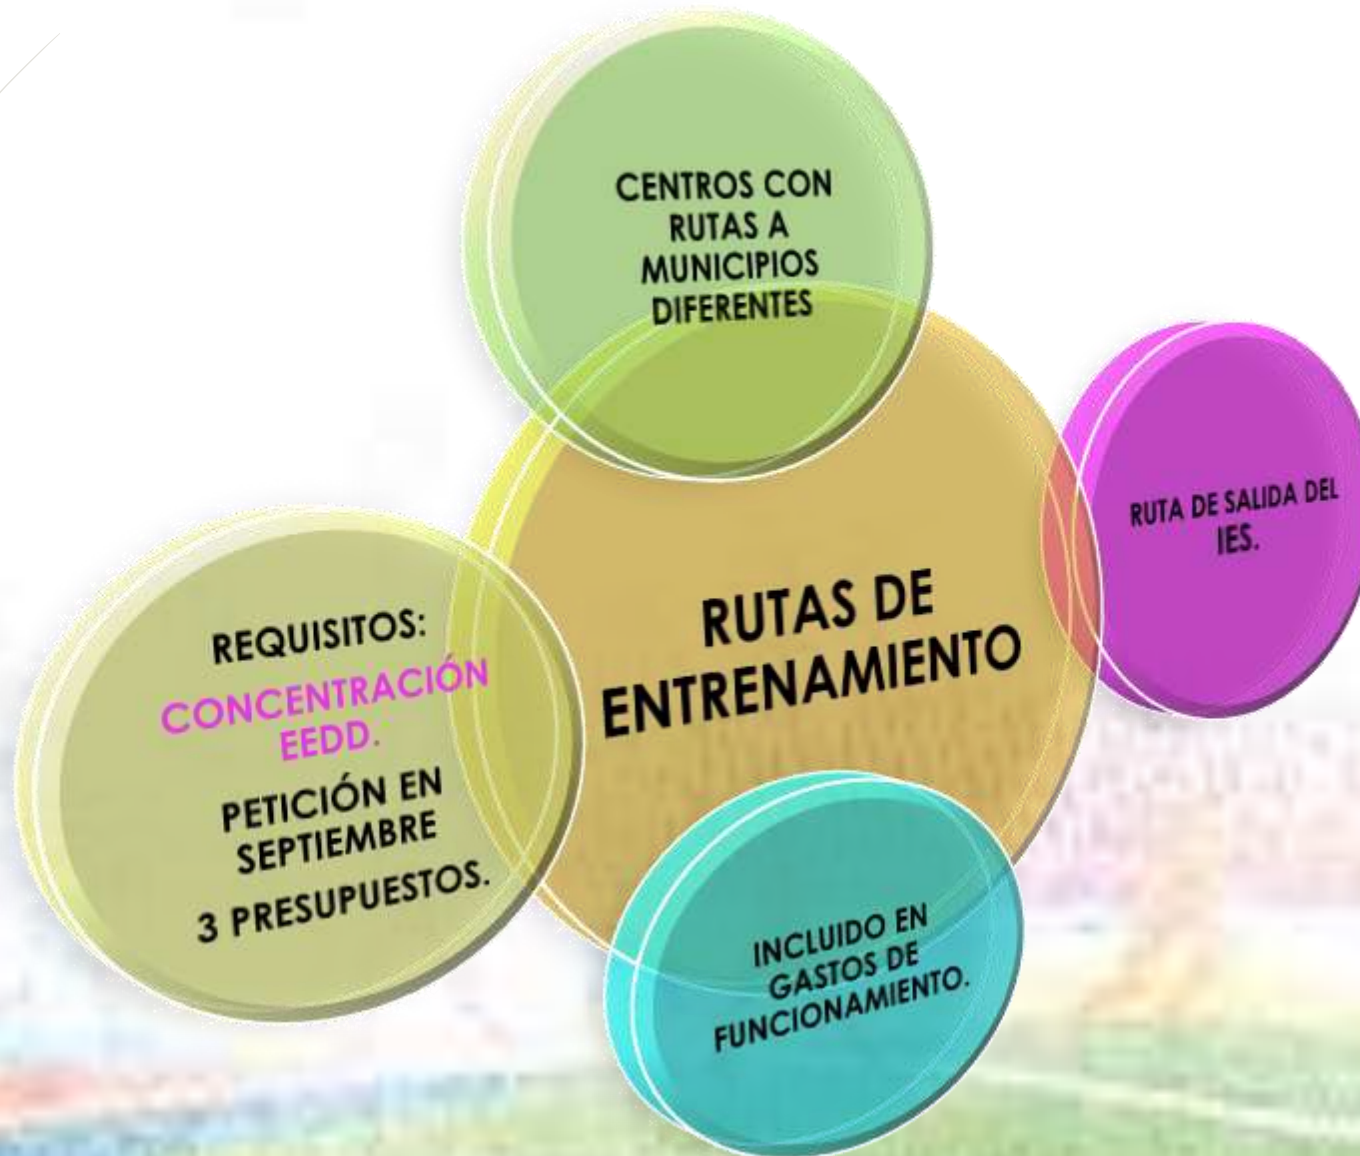 CENTROS CON
RUTAS A
MUNICIPIOS
DIFERENTES
RUTA DE SALIDA DEL
IES.
RUTAS DE
ENTRENAMIENTO
REQUISITOS:
CONCENTRACIÓN
EEDD.
PETICIÓN EN
SEPTIEMBRE
3 PRESUPUESTOS.
INCLUIDO EN
GASTOS DE
FUNCIONAMIENTO.